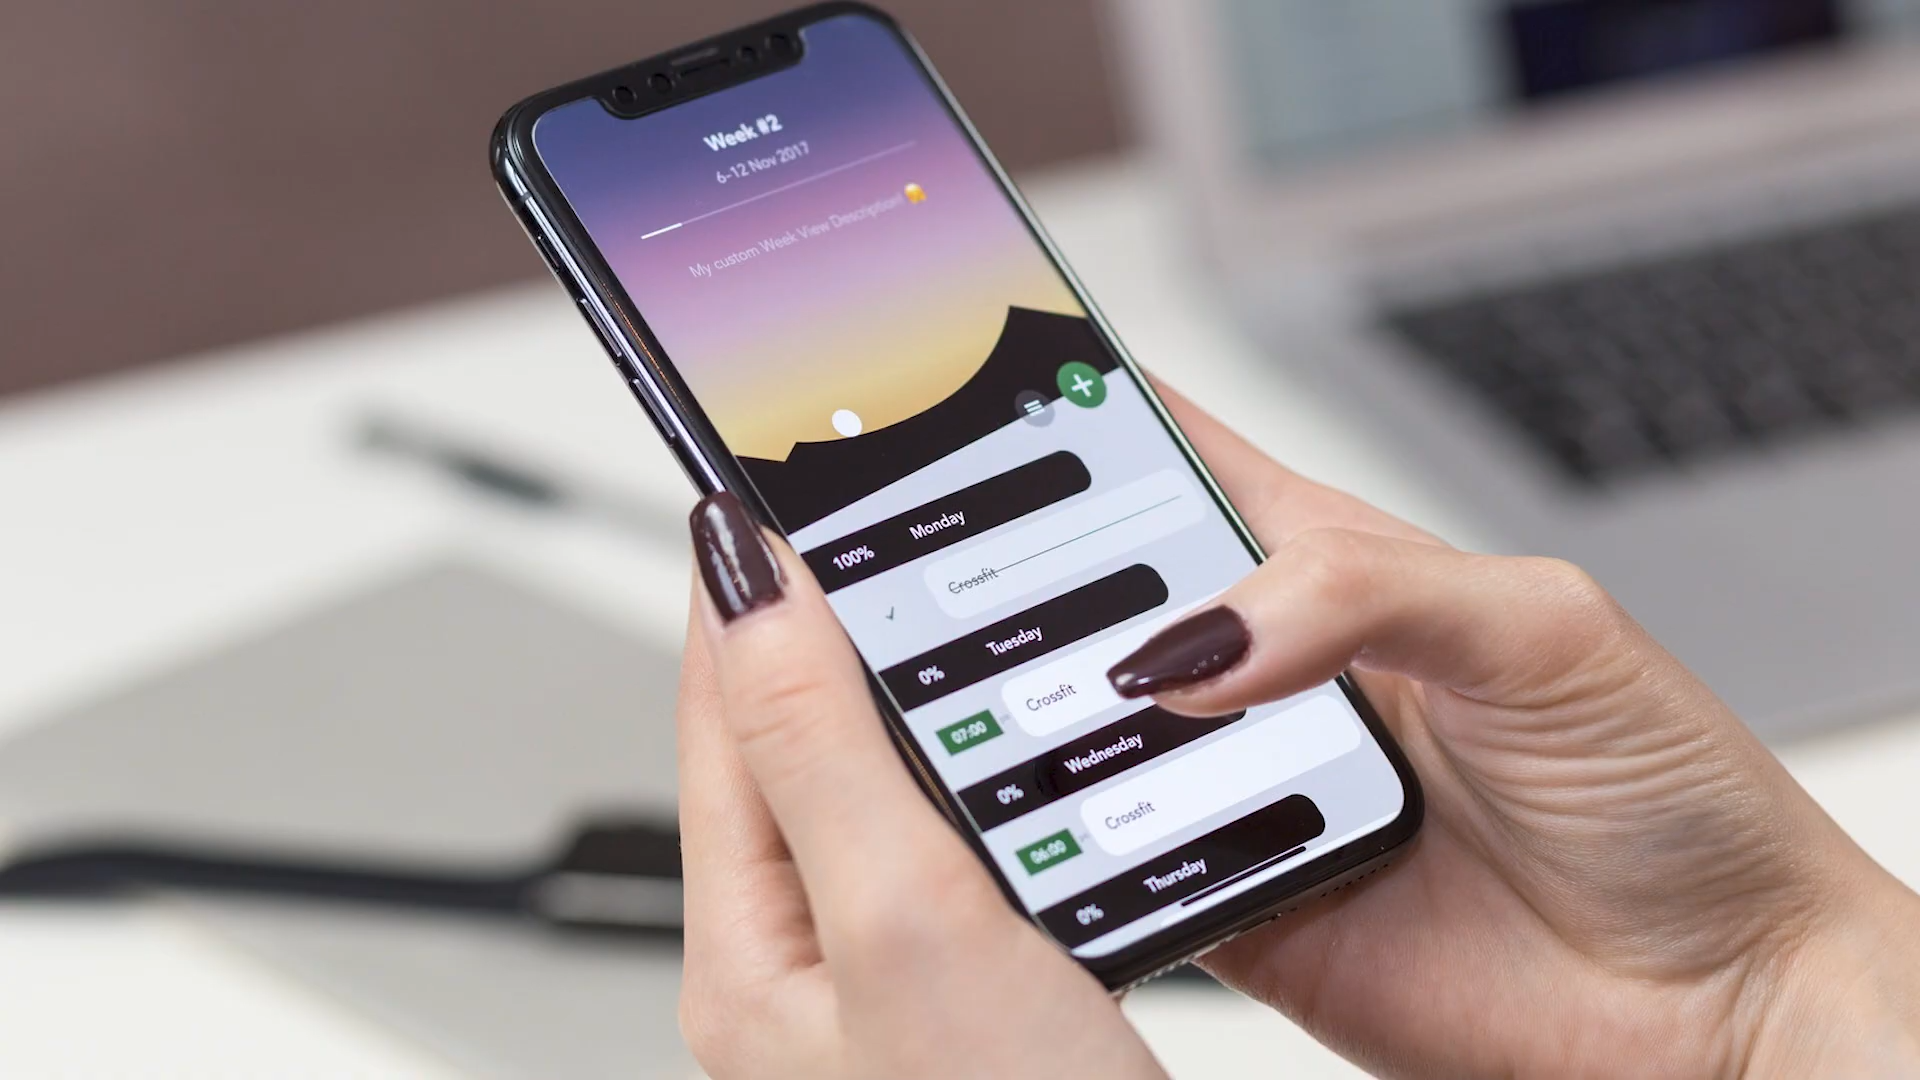 Week #2
6-12 Nov 2017
My custom Week View Description!
100% Monday
Crossfit
0% Tuesday
07:00 Crossfit
0% Wednesday
06:00 Crossfit
0% Thursday